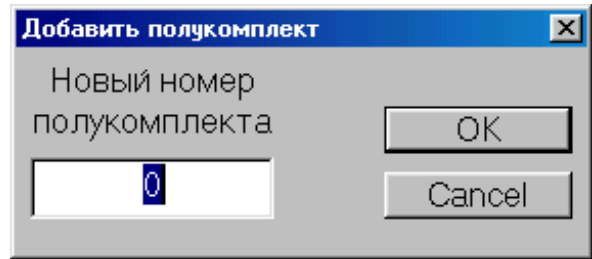 Добавить полукомплект
Новый номер
полукомплекта
0
OK
Cancel